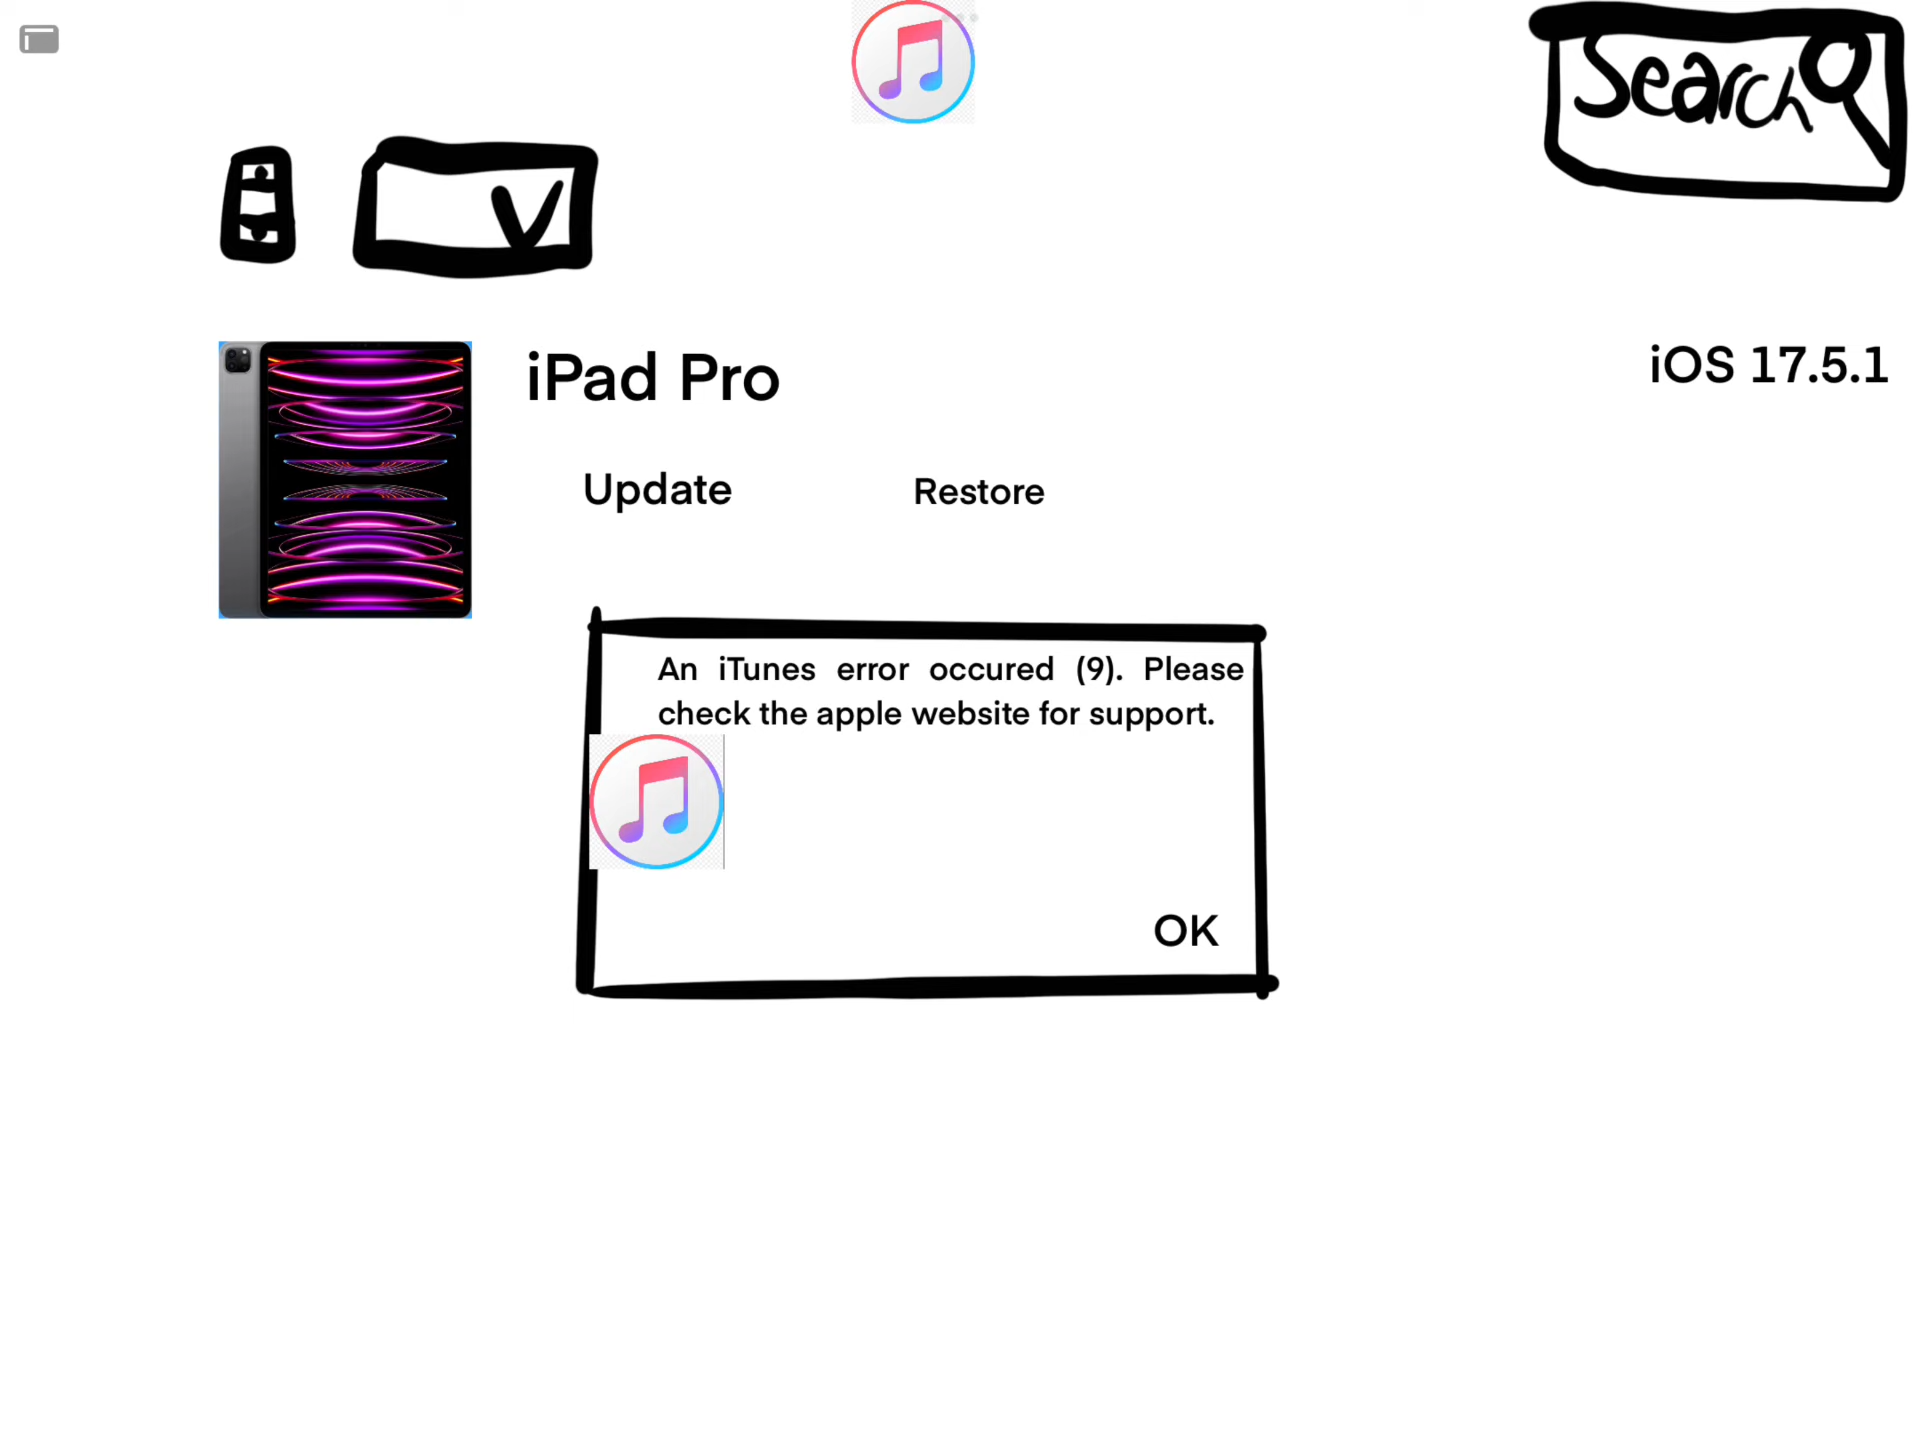 Search
V
iPad Pro
iOS 17.5.1
Update
Restore
An iTunes error occured (9). Please
check the apple website for support.
OK